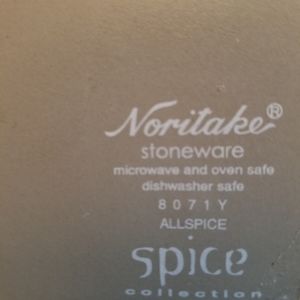 Noritake®
stoneware
microwave and oven safe
dishwasher safe
8071Y
ALLSPICE
spice
collection